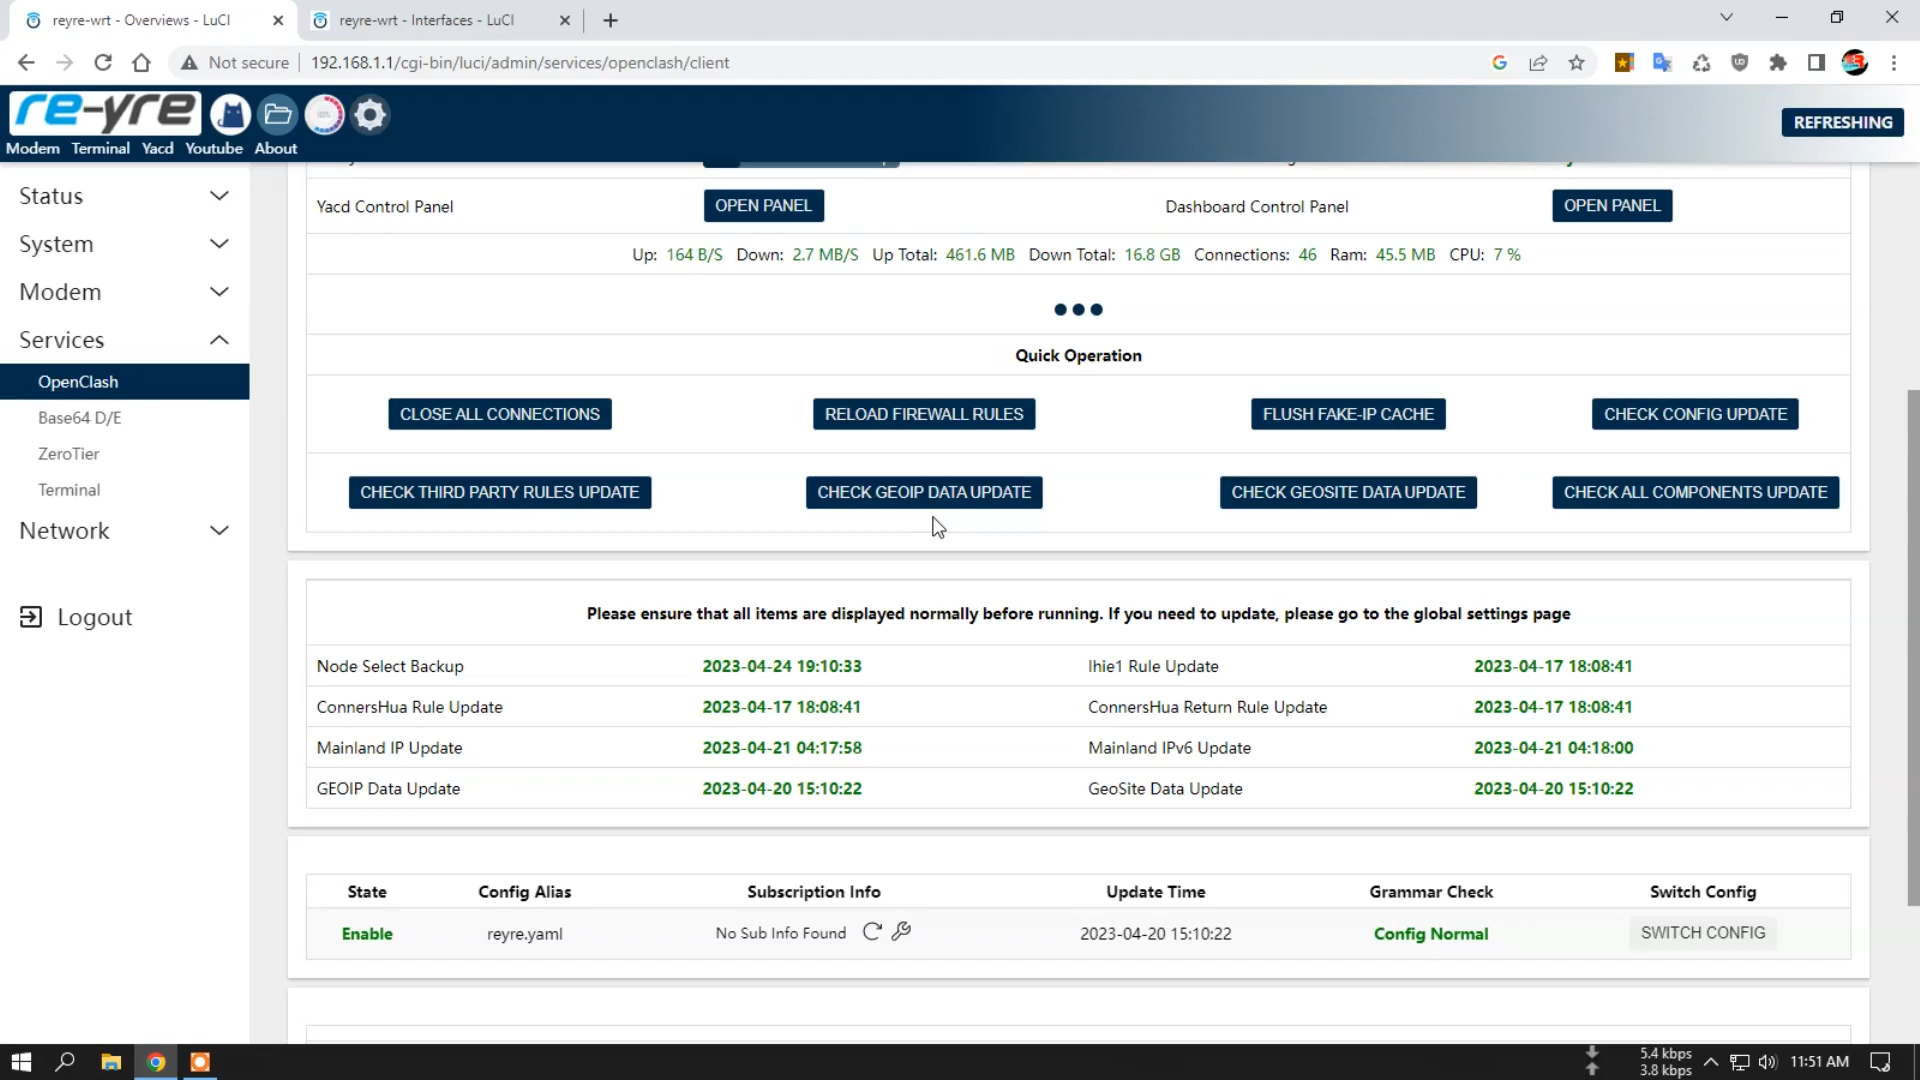 reyre-wrt - Overviews - LuCI
reyre-wrt - Interfaces - LuCI
Not secure
192.168.1.1/cgi-bin/luci/admin/services/openclash/client
re-yre
REFRESHING
Modem Terminal Yacd Youtube About
Status
System
Modem
Services
OpenClash
Base64 D/E
ZeroTier
Terminal
Network
Logout
Yacd Control Panel
OPEN PANEL
Dashboard Control Panel
OPEN PANEL
Up: 164 B/S Down: 2.7 MB/S Up Total: 461.6 MB Down Total: 16.8 GB Connections: 46 Ram: 45.5 MB CPU: 7 %
Quick Operation
CLOSE ALL CONNECTIONS
RELOAD FIREWALL RULES
FLUSH FAKE-IP CACHE
CHECK CONFIG UPDATE
CHECK THIRD PARTY RULES UPDATE
CHECK GEOIP DATA UPDATE
CHECK GEOSITE DATA UPDATE
CHECK ALL COMPONENTS UPDATE
Please ensure that all items are displayed normally before running. If you need to update, please go to the global settings page
Node Select Backup 2023-04-24 19:10:33 lhie1 Rule Update 2023-04-17 18:08:41
ConnersHua Rule Update 2023-04-17 18:08:41 ConnersHua Return Rule Update 2023-04-17 18:08:41
Mainland IP Update 2023-04-21 04:17:58 Mainland IPv6 Update 2023-04-21 04:18:00
GEOIP Data Update 2023-04-20 15:10:22 GeoSite Data Update 2023-04-20 15:10:22
State Config Alias Subscription Info Update Time Grammar Check Switch Config
Enable reyre.yaml No Sub Info Found 2023-04-20 15:10:22 Config Normal SWITCH CONFIG
5.4 kbps
3.8 kbps
11:51 AM